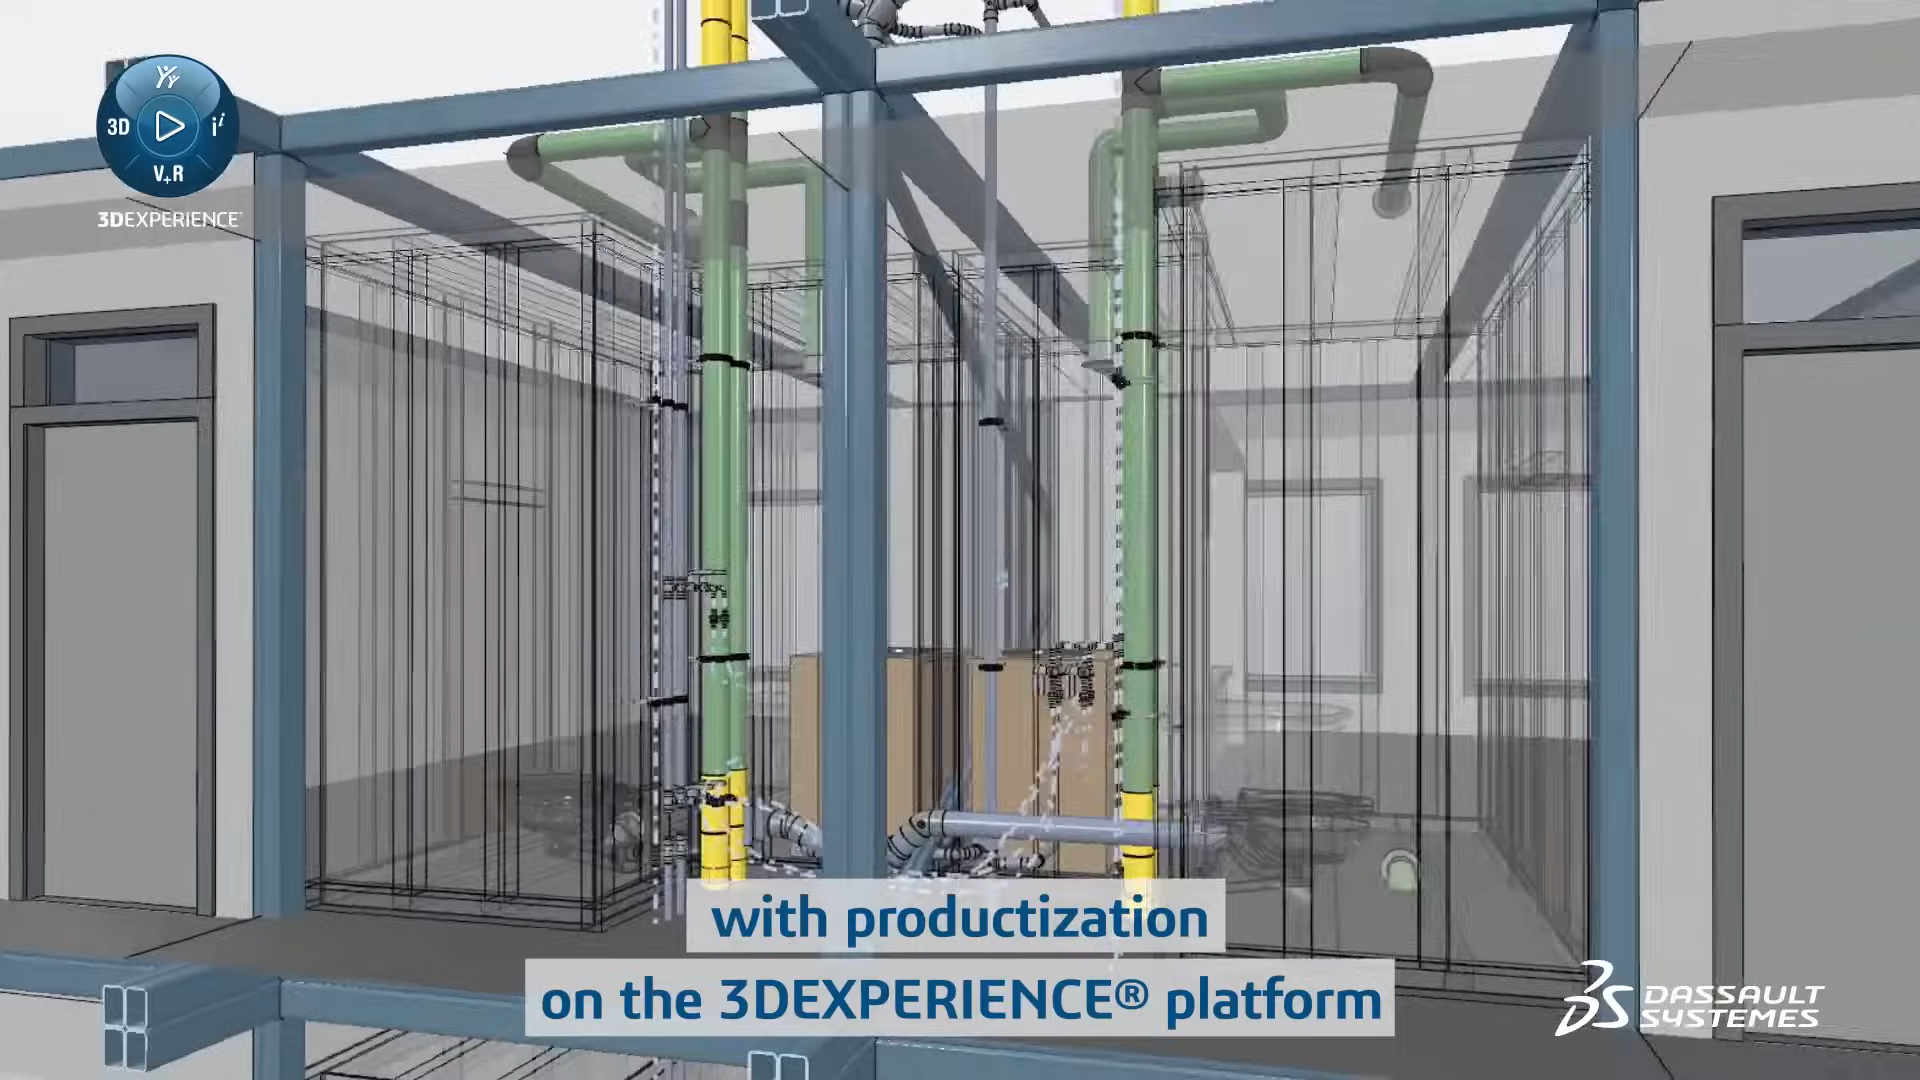 3D
i
V+R
3DEXPERIENCE
with productization
on the 3DEXPERIENCE® platform
DASSAULT
SYSTEMES